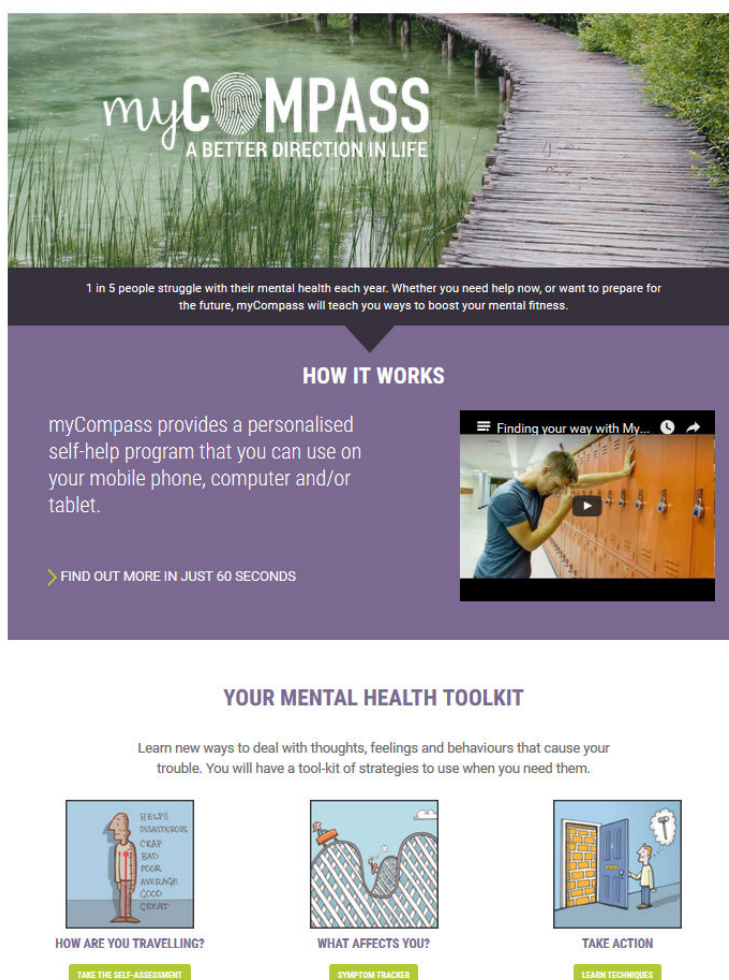 myCOMPASS
A BETTER DIRECTION IN LIFE
1 in 5 people struggle with their mental health each year. Whether you need help now, or want to prepare for
the future, myCompass will teach you ways to boost your mental fitness.
HOW IT WORKS
myCompass provides a personalised
self-help program that you can use on
your mobile phone, computer and/or
tablet.
FIND OUT MORE IN JUST 60 SECONDS
Finding your way with My...
YOUR MENTAL HEALTH TOOLKIT
Learn new ways to deal with thoughts, feelings and behaviours that cause your
trouble. You will have a tool-kit of strategies to use when you need them.
HELP!!
DISASTEROUS
CRAP
BAD
POOR
AVERAGE
GOOD
GREAT
HOW ARE YOU TRAVELLING?
WHAT AFFECTS YOU?
TAKE ACTION
TAKE THE SELF-ASSESSMENT
SYMPTOM TRACKER
LEARN TECHNIQUES